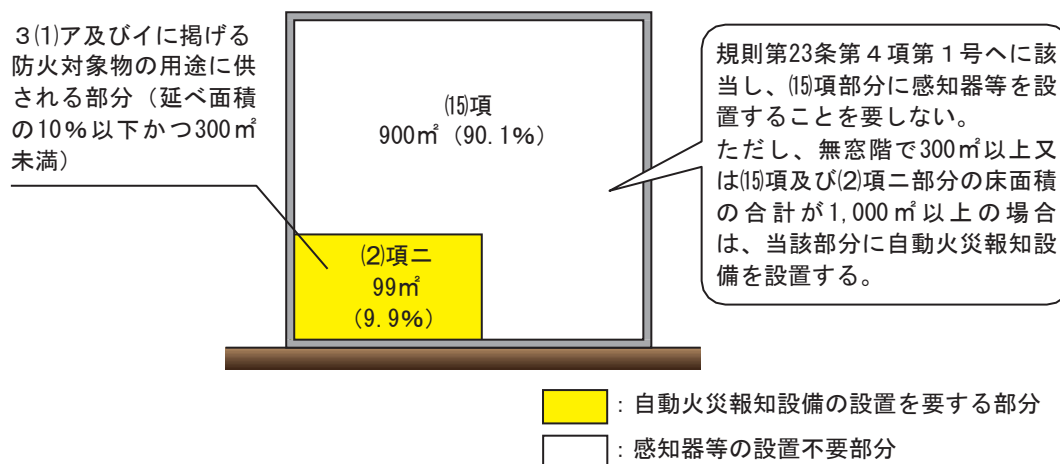 3⑴ア及びイに掲げる
防火対象物の用途に供
される部分（延べ面積
の10％以下かつ300㎡
未満）
⒂項
900㎡（90.1％）
⑵項ニ
99㎡
（9.9％）
規則第23条第４項第１号ヘに該
当し、⒂項部分に感知器等を設
置することを要しない。
ただし、無窓階で300㎡以上又
は⒂項及び⑵項ニ部分の床面積
の合計が1,000㎡以上の場合
は、当該部分に自動火災報知設
備を設置する。
：自動火災報知設備の設置を要する部分
：感知器等の設置不要部分